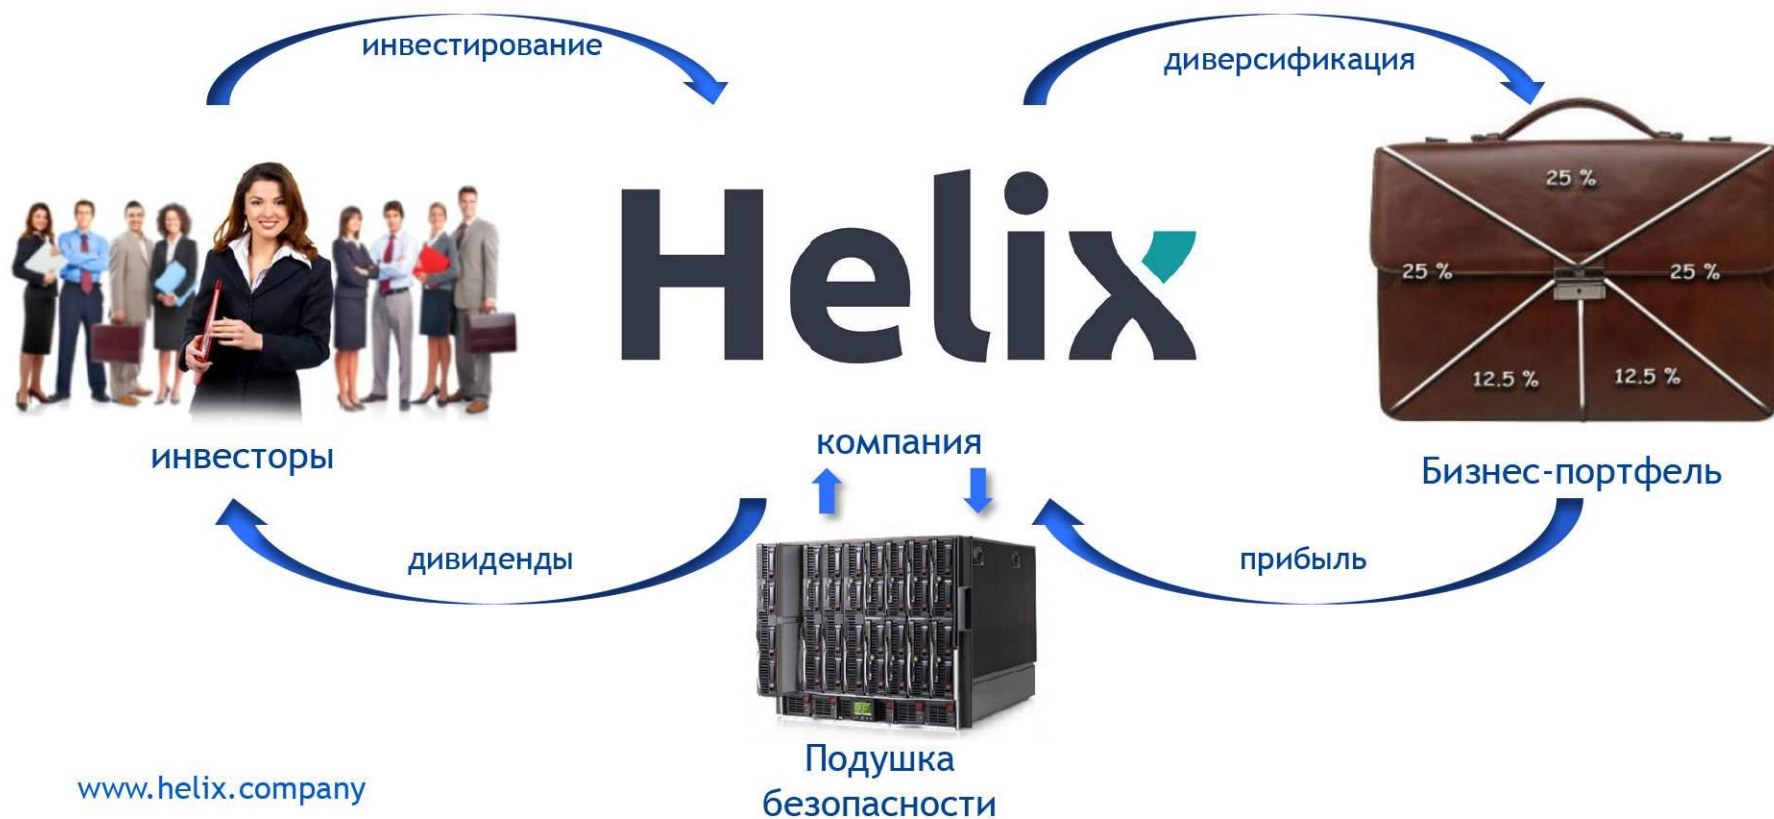 инвестирование
диверсификация
Helix
25 %
25 %
25 %
12.5 %
12.5 %
инвесторы
компания
Бизнес-портфель
дивиденды
прибыль
Подушка
безопасности
www.helix.company